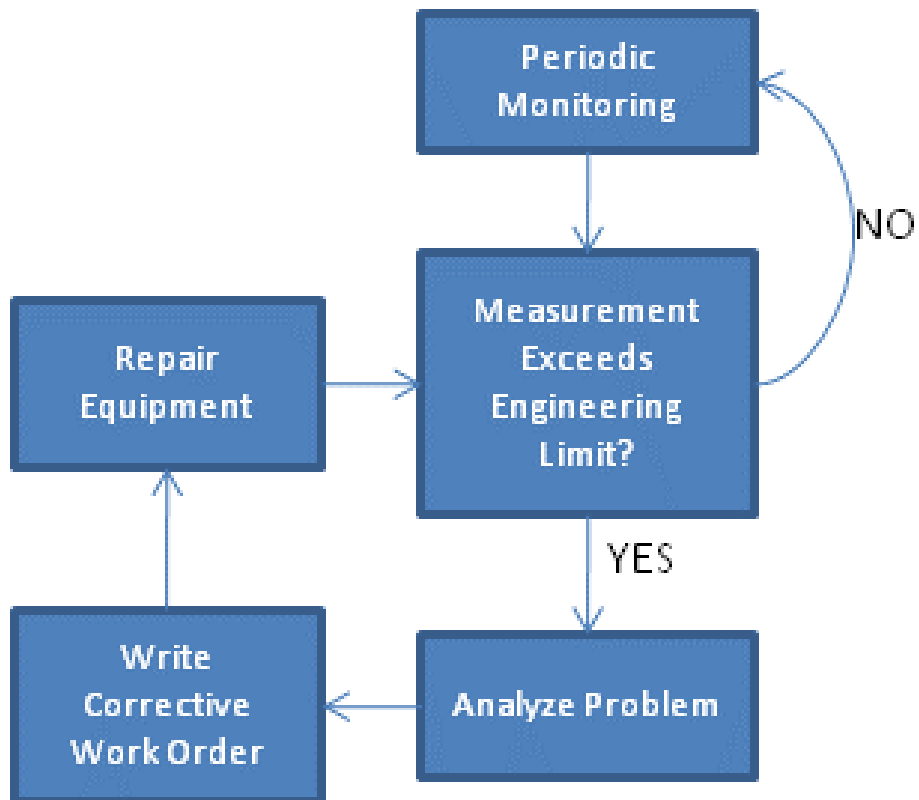 Periodic
Monitoring
NO
Measurement
Exceeds
Engineering
Limit?
Repair
Equipment
YES
Write
Corrective
Work Order
Analyze Problem